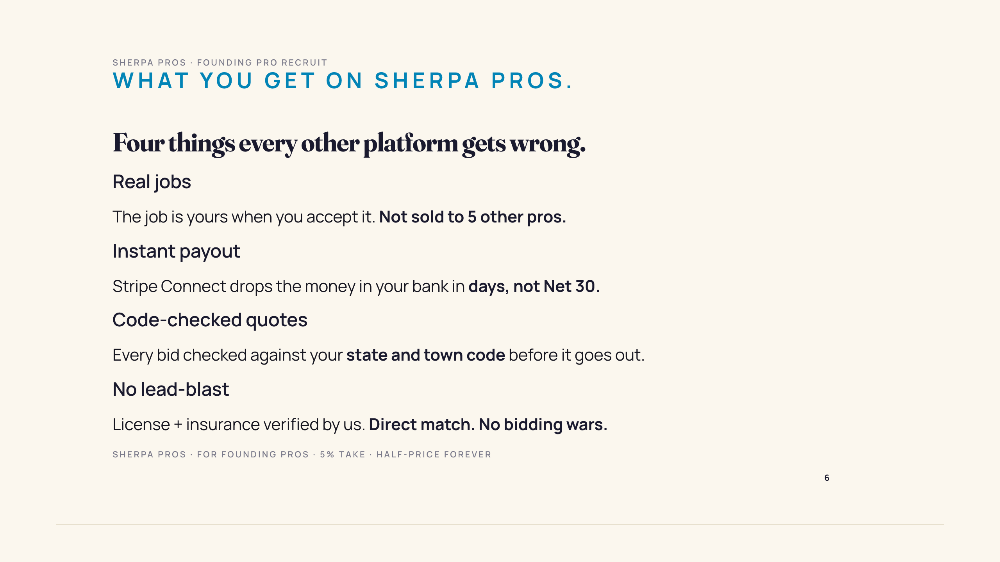 SHERPA PROS · FOUNDING PRO RECRUIT
WHAT YOU GET ON SHERPA PROS.
Four things every other platform gets wrong.
Real jobs
The job is yours when you accept it. Not sold to 5 other pros.
Instant payout
Stripe Connect drops the money in your bank in days, not Net 30.
Code-checked quotes
Every bid checked against your state and town code before it goes out.
No lead-blast
License + insurance verified by us. Direct match. No bidding wars.
SHERPA PROS · FOR FOUNDING PROS · 5% TAKE · HALF-PRICE FOREVER
6